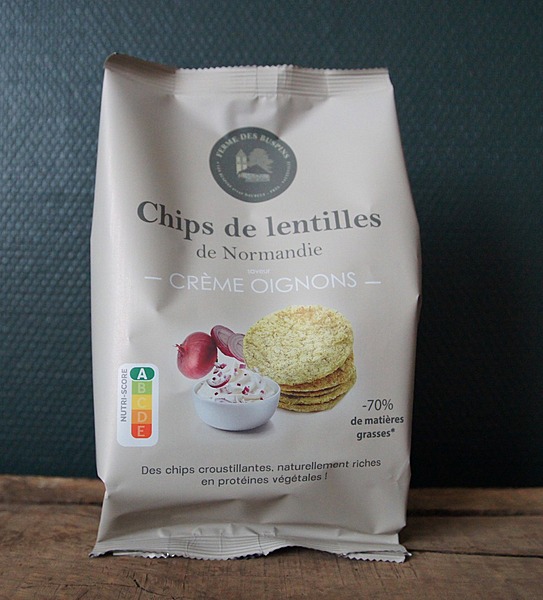 FERME DES BUSPINS
Chips de lentilles
de Normandie
saveur
— CRÈME OIGNONS —
NUTRI-SCORE
A
B
C
D
E
-70%
de matières
grasses*
Des chips croustillantes, naturellement riches
en protéines végétales !